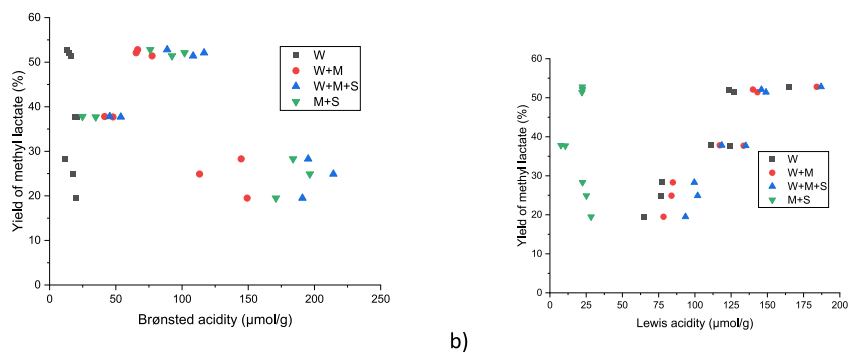 60
50
40
30
20
10
0
0
50
100
150
200
250
Yield of methyl lactate (%)
Brønsted acidity (µmol/g)
W
W+M
W+M+S
M+S
b)
60
50
40
30
20
10
0
0
25
50
75
100
125
150
175
200
Yield of methyl lactate (%)
Lewis acidity (µmol/g)
W
W+M
W+M+S
M+S